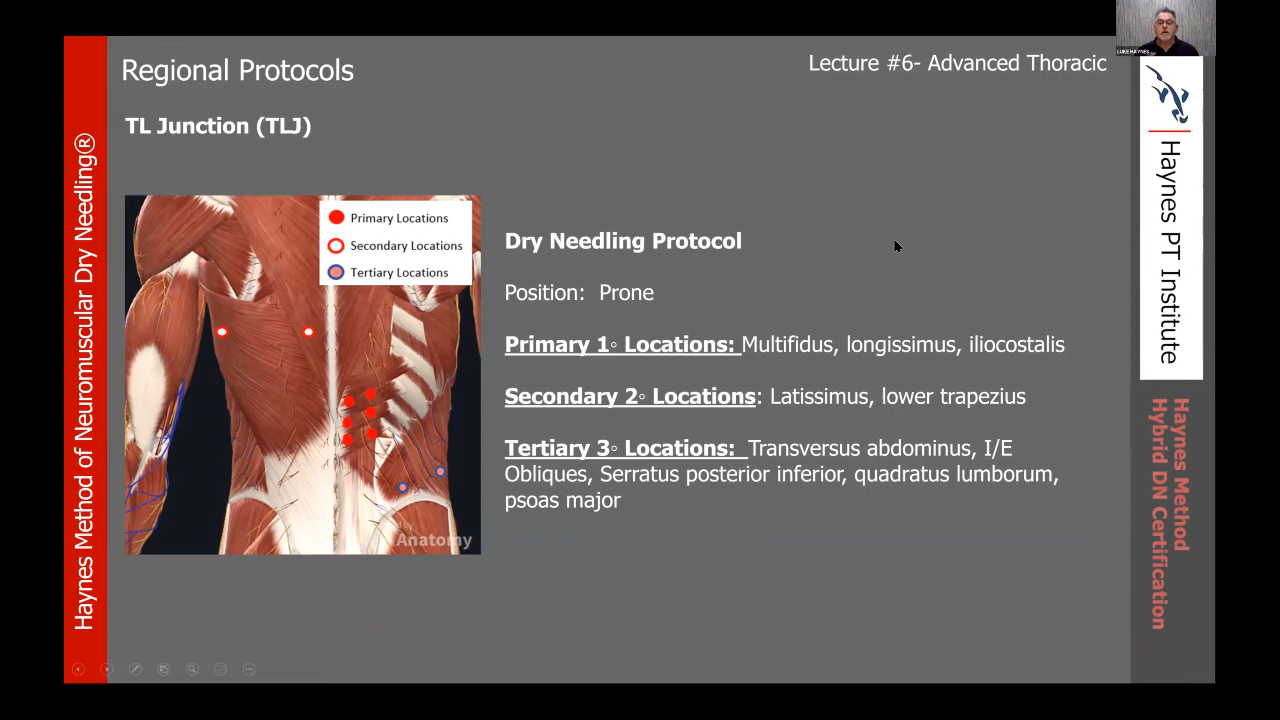 LUKE HAYNES
Regional Protocols
Lecture #6- Advanced Thoracic
TL Junction (TLJ)
Haynes Method of Neuromuscular Dry Needling®
Primary Locations
Secondary Locations
Tertiary Locations
Anatomy
Dry Needling Protocol
Position: Prone
Primary 1◦ Locations: Multifidus, longissimus, iliocostalis
Secondary 2◦ Locations: Latissimus, lower trapezius
Tertiary 3◦ Locations: Transversus abdominus, I/E
Obliques, Serratus posterior inferior, quadratus lumborum,
psoas major
Haynes PT Institute
Haynes Method
Hybrid DN Certification